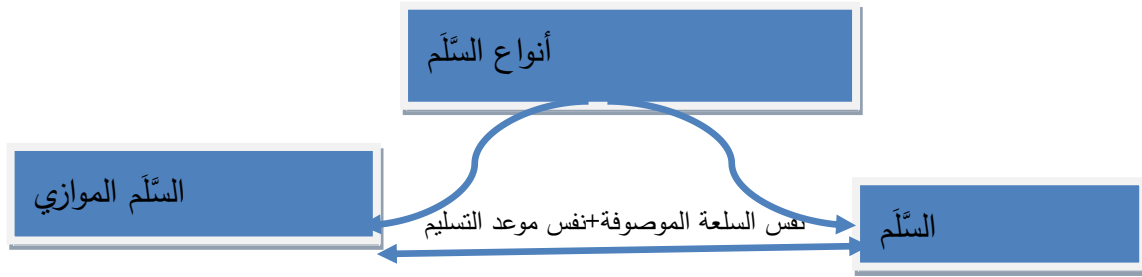 أنواع السَّلَم
السَّلَم
نفس السلعة الموصوفة+نفس موعد التسليم
السَّلَم الموازي